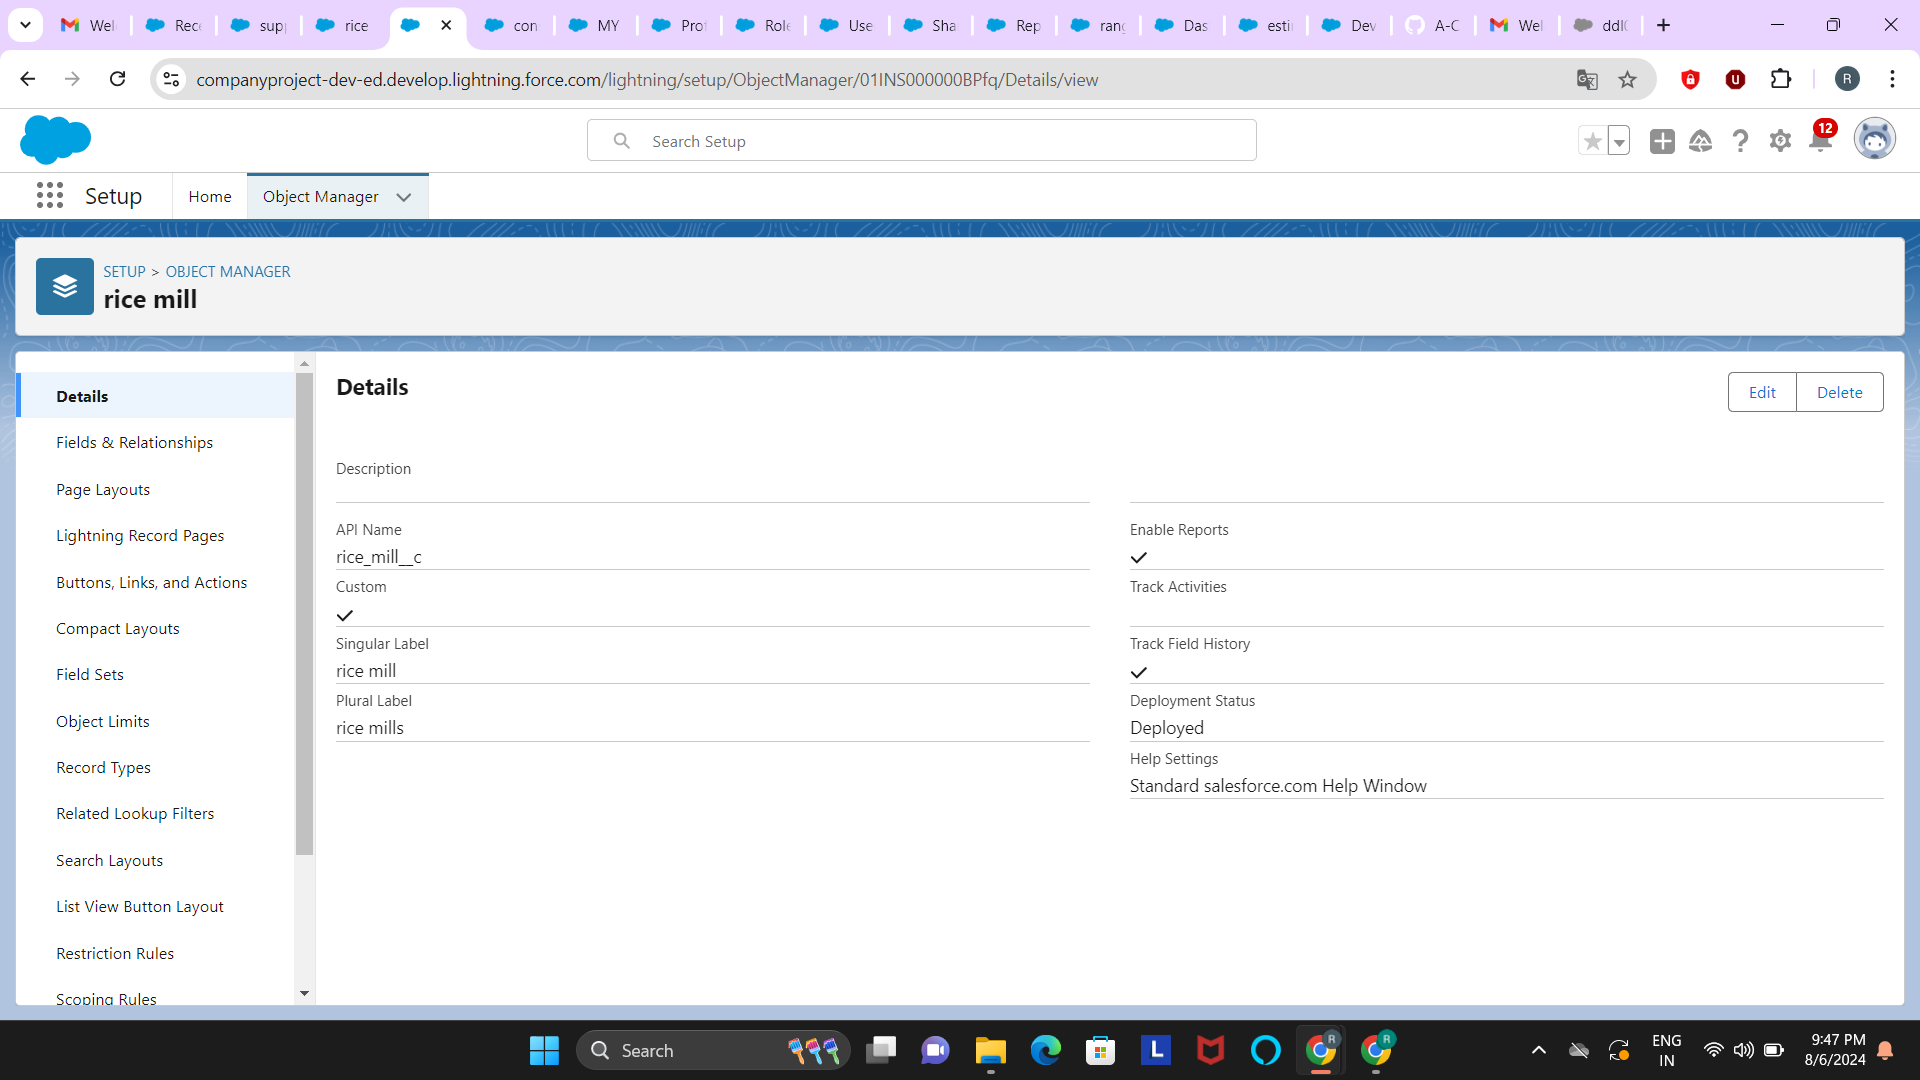 Wel
Rec
sup
rice
con
MY
Prof
Role
Use
Sha
Rep
rang
Das
estin
Dev
A-C
Wel
ddl
companyproject-dev-ed.develop.lightning.force.com/lightning/setup/ObjectManager/01INS000000BPfq/Details/view
R
Search Setup
12
Setup
Home
Object Manager
SETUP > OBJECT MANAGER
rice mill
Details
Fields & Relationships
Page Layouts
Lightning Record Pages
Buttons, Links, and Actions
Compact Layouts
Field Sets
Object Limits
Record Types
Related Lookup Filters
Search Layouts
List View Button Layout
Restriction Rules
Scoping Rules
Details
Edit
Delete
Description
API Name
rice_mill__c
Custom
Singular Label
rice mill
Plural Label
rice mills
Enable Reports
Track Activities
Track Field History
Deployment Status
Deployed
Help Settings
Standard salesforce.com Help Window
Search
L
R
R
ENG
IN
9:47 PM
8/6/2024